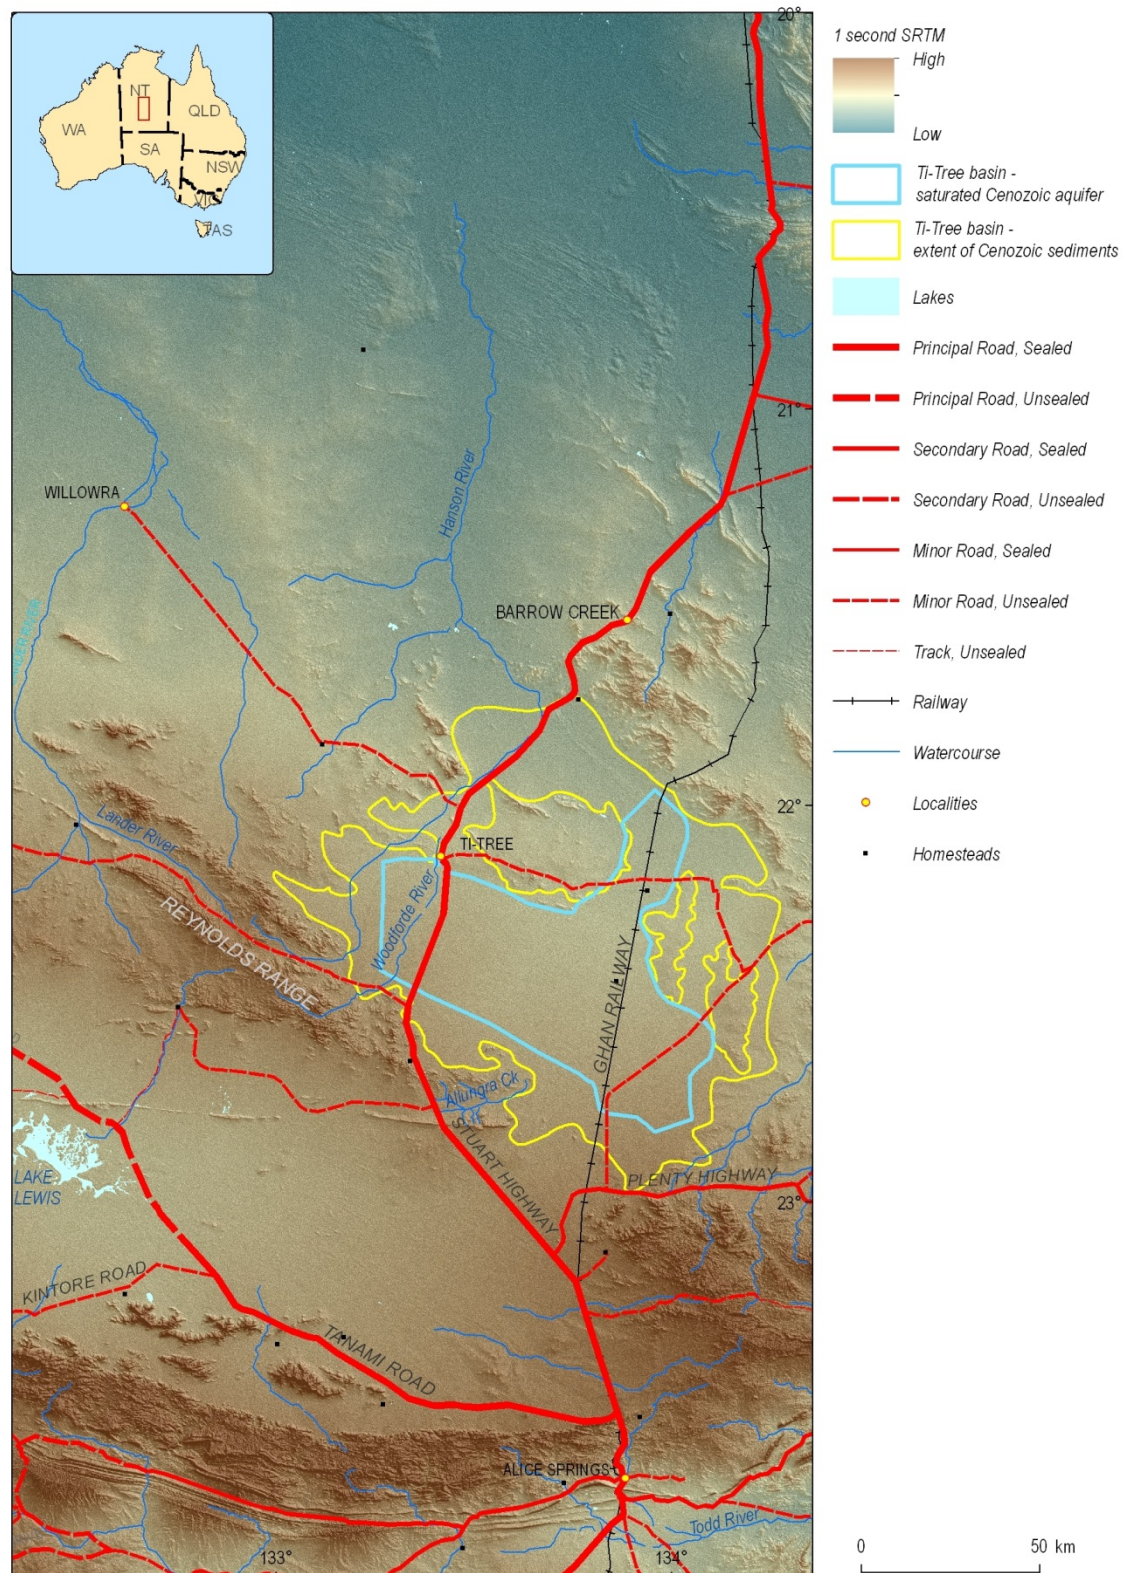 NT
WA
QLD
SA
NSW
VIC
TAS
20°
1 second SRTM
High
Low
Ti-Tree basin -
saturated Cenozoic aquifer
Ti-Tree basin -
extent of Cenozoic sediments
Lakes
Principal Road, Sealed
Principal Road, Unsealed
Secondary Road, Sealed
Secondary Road, Unsealed
Minor Road, Sealed
Minor Road, Unsealed
Track, Unsealed
Railway
Watercourse
Localities
Homesteads
21°
WILLOWRA
Hanson River
BARROW CREEK
22°
Lander River
TI-TREE
Woodforde River
REYNOLDS RANGE
GHAN RAILWAY
Allungra Ck
STUART HIGHWAY
LAKE
LEWIS
PLENTY HIGHWAY
23°
KINTORE ROAD
TANAMI ROAD
ALICE SPRINGS
Todd River
133°
134°
0
50 km